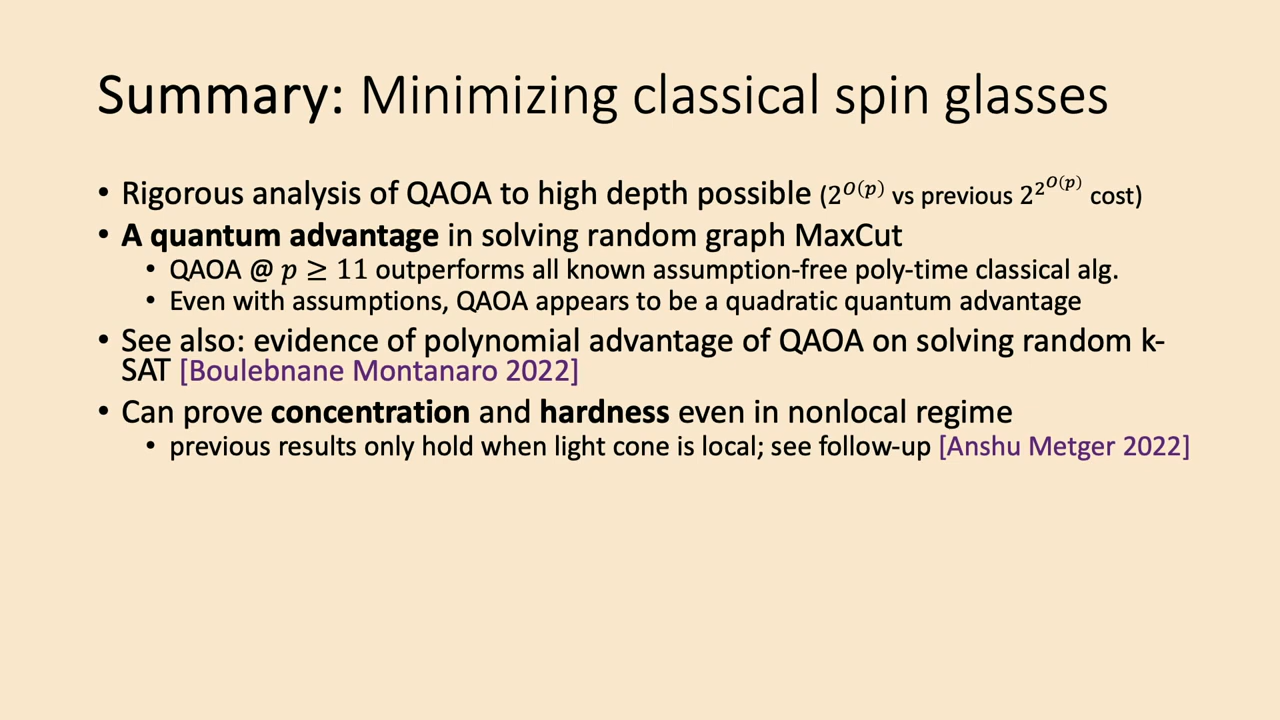 Summary: Minimizing classical spin glasses
• Rigorous analysis of QAOA to high depth possible (2^{O(p)} vs previous 2^{2^{O(p)}} cost)
• A quantum advantage in solving random graph MaxCut
• QAOA @ p ≥ 11 outperforms all known assumption-free poly-time classical alg.
• Even with assumptions, QAOA appears to be a quadratic quantum advantage
• See also: evidence of polynomial advantage of QAOA on solving random k-
SAT [Boulebnane Montanaro 2022]
• Can prove concentration and hardness even in nonlocal regime
• previous results only hold when light cone is local; see follow-up [Anshu Metger 2022]